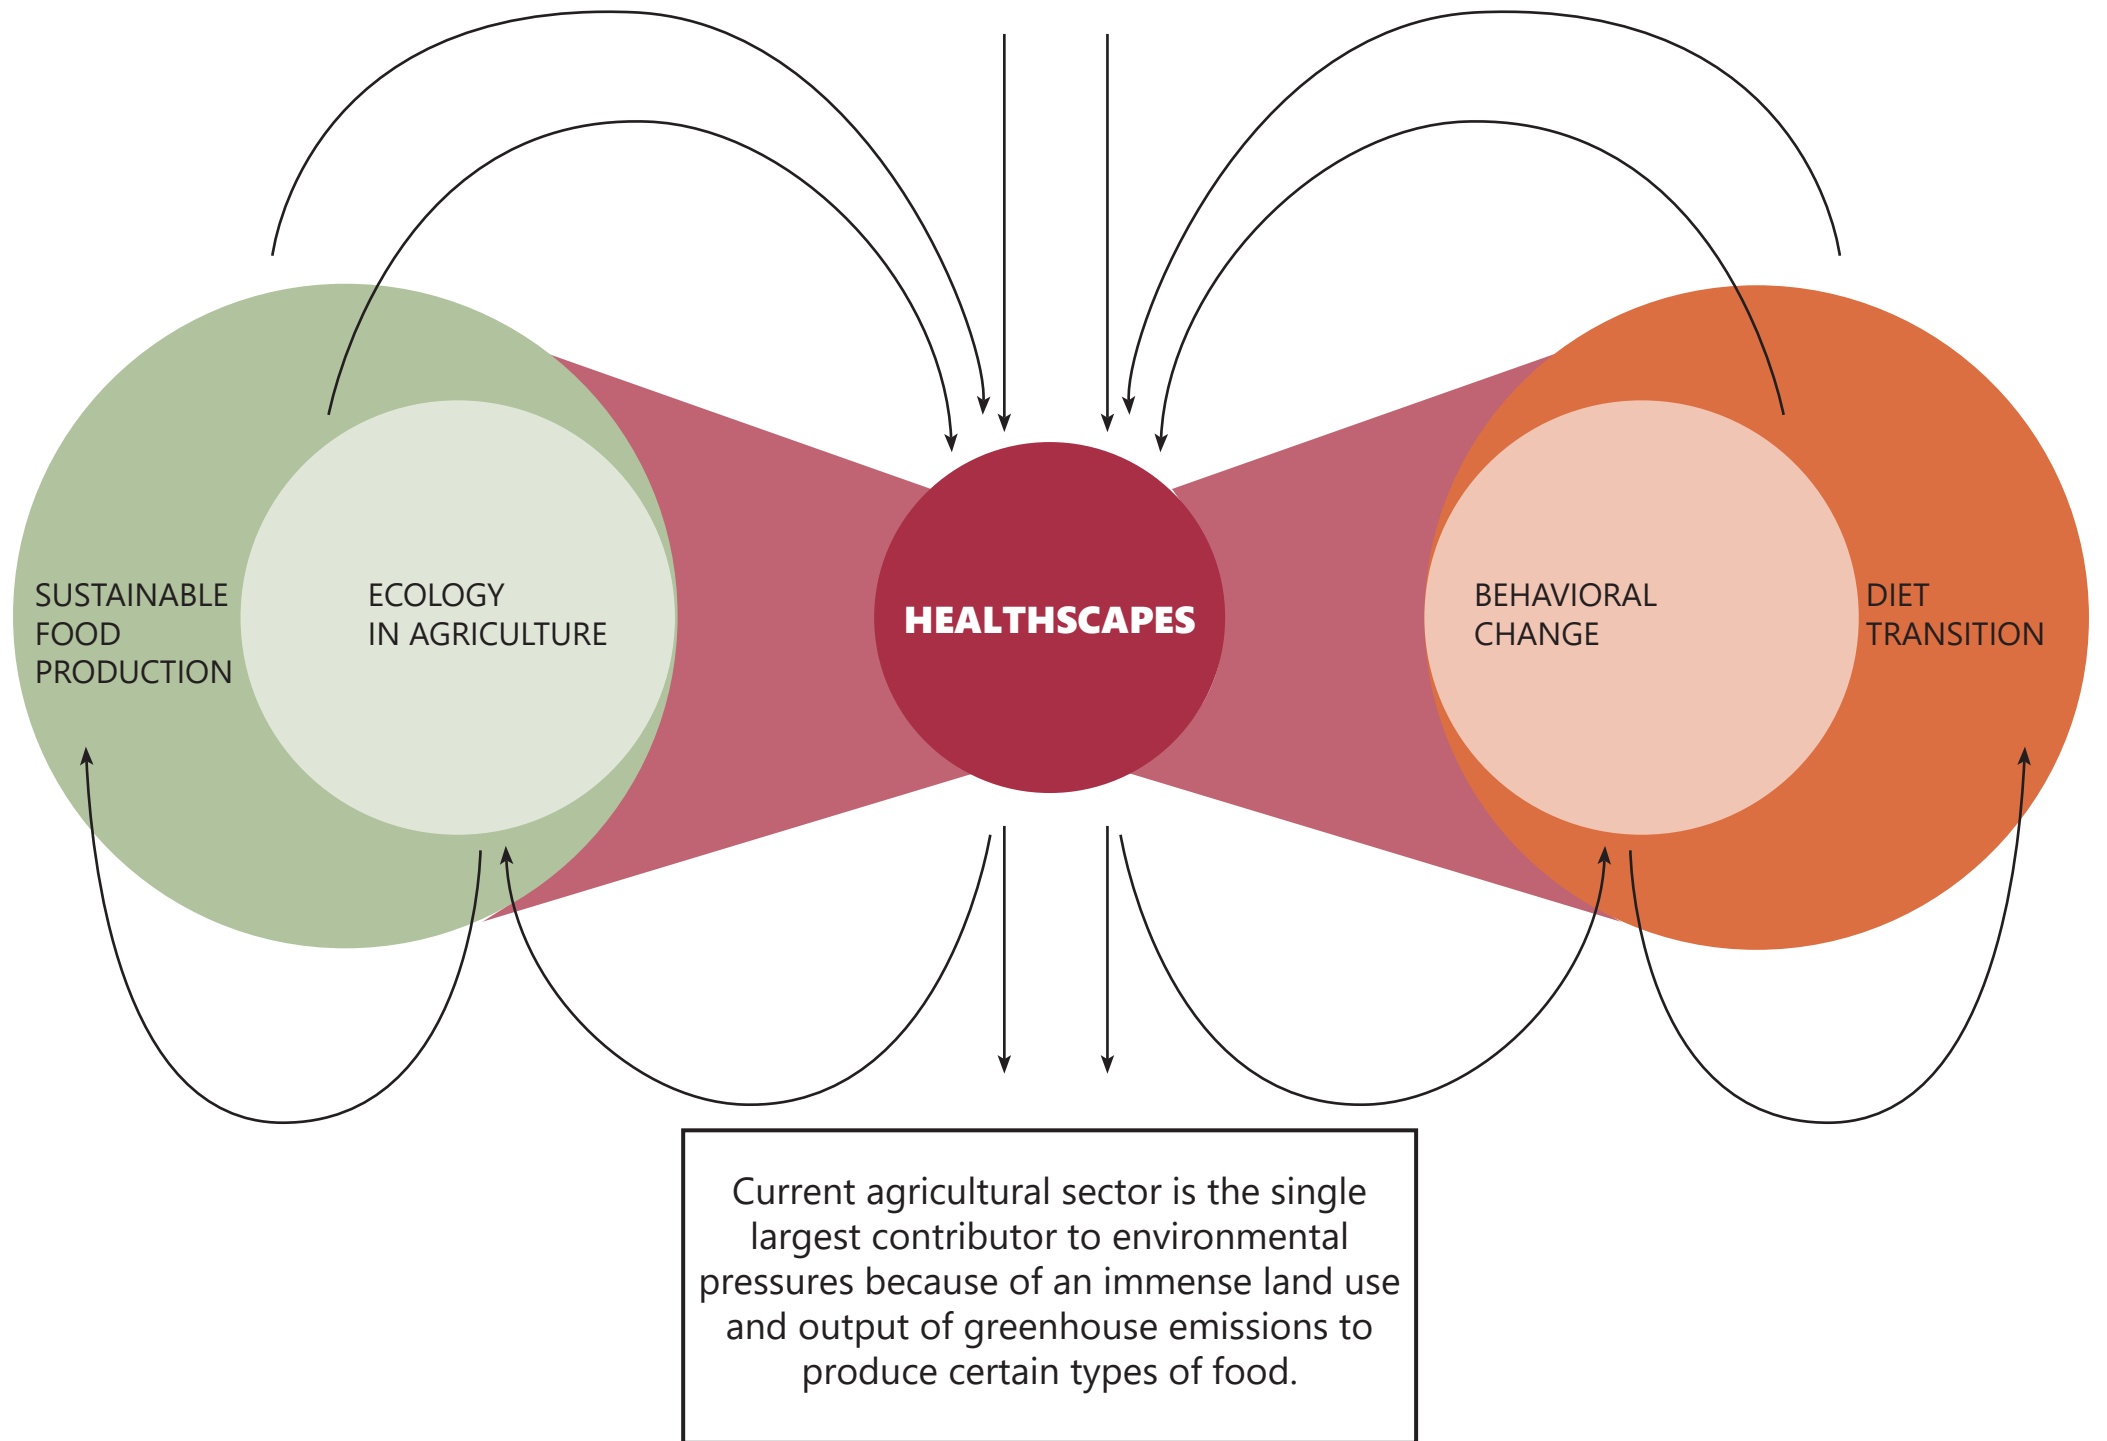 SUSTAINABLE
FOOD
PRODUCTION
ECOLOGY
IN AGRICULTURE
HEALTHSCAPES
BEHAVIORAL
CHANGE
DIET
TRANSITION
Current agricultural sector is the single
largest contributor to environmental
pressures because of an immense land use
and output of greenhouse emissions to
produce certain types of food.